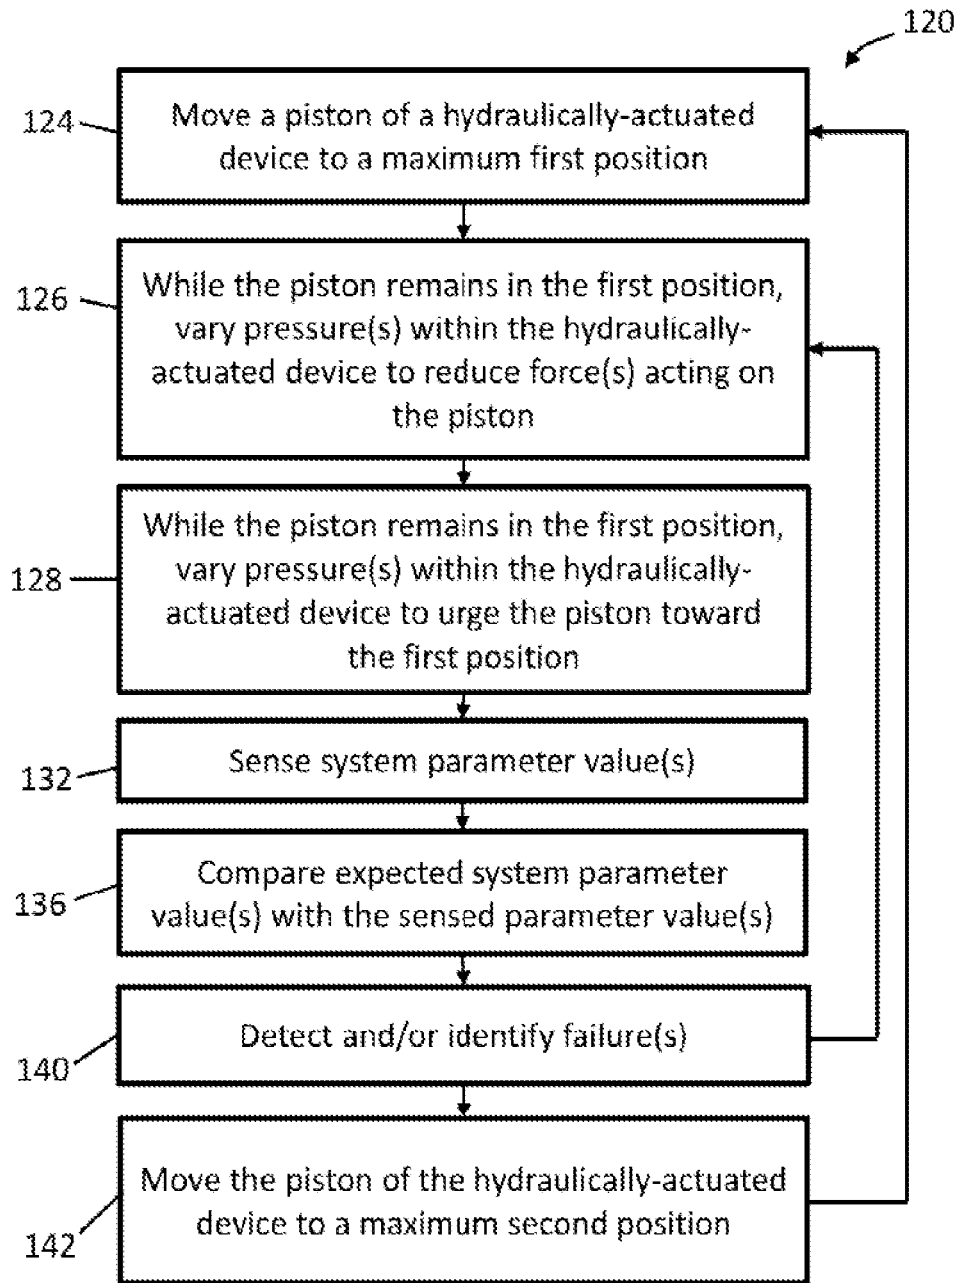 120
124
Move a piston of a hydraulically-actuated
device to a maximum first position
126
While the piston remains in the first position,
vary pressure(s) within the hydraulically-
actuated device to reduce force(s) acting on
the piston
128
While the piston remains in the first position,
vary pressure(s) within the hydraulically-
actuated device to urge the piston toward
the first position
132
Sense system parameter value(s)
136
Compare expected system parameter
value(s) with the sensed parameter value(s)
140
Detect and/or identify failure(s)
142
Move the piston of the hydraulically-actuated
device to a maximum second position